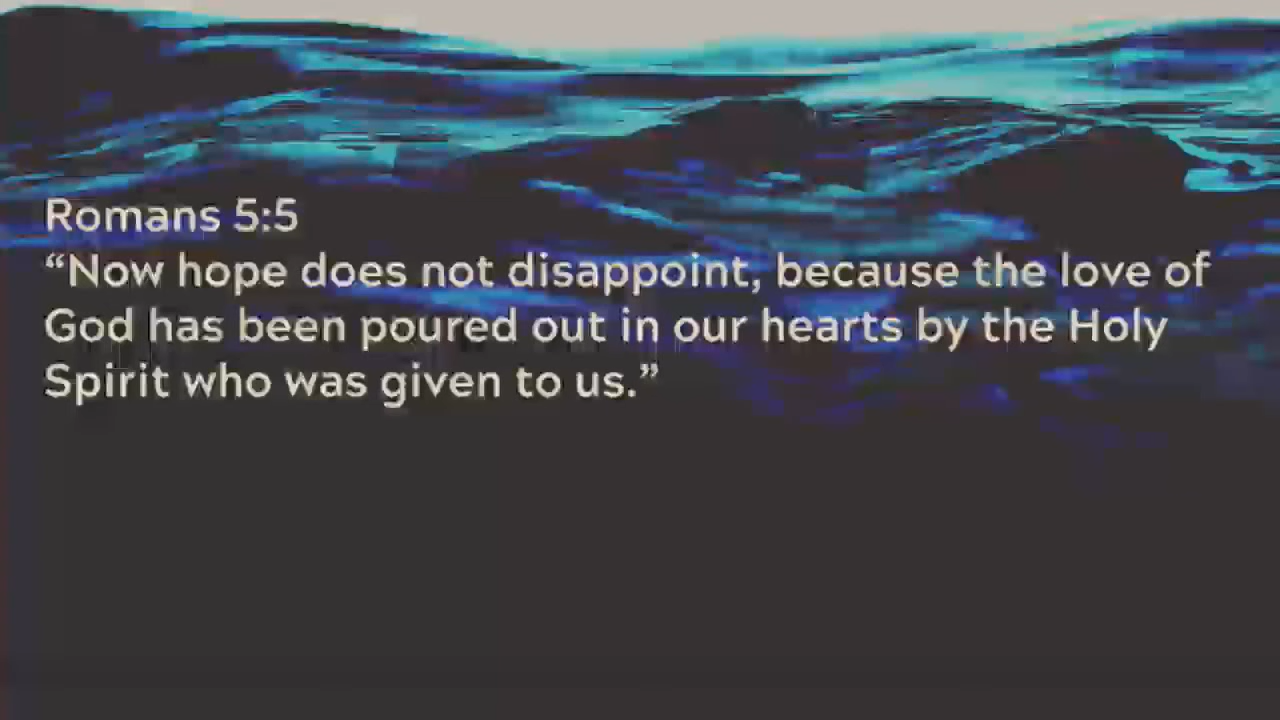 Romans 5:5
“Now hope does not disappoint, because the love of
God has been poured out in our hearts by the Holy
Spirit who was given to us.”